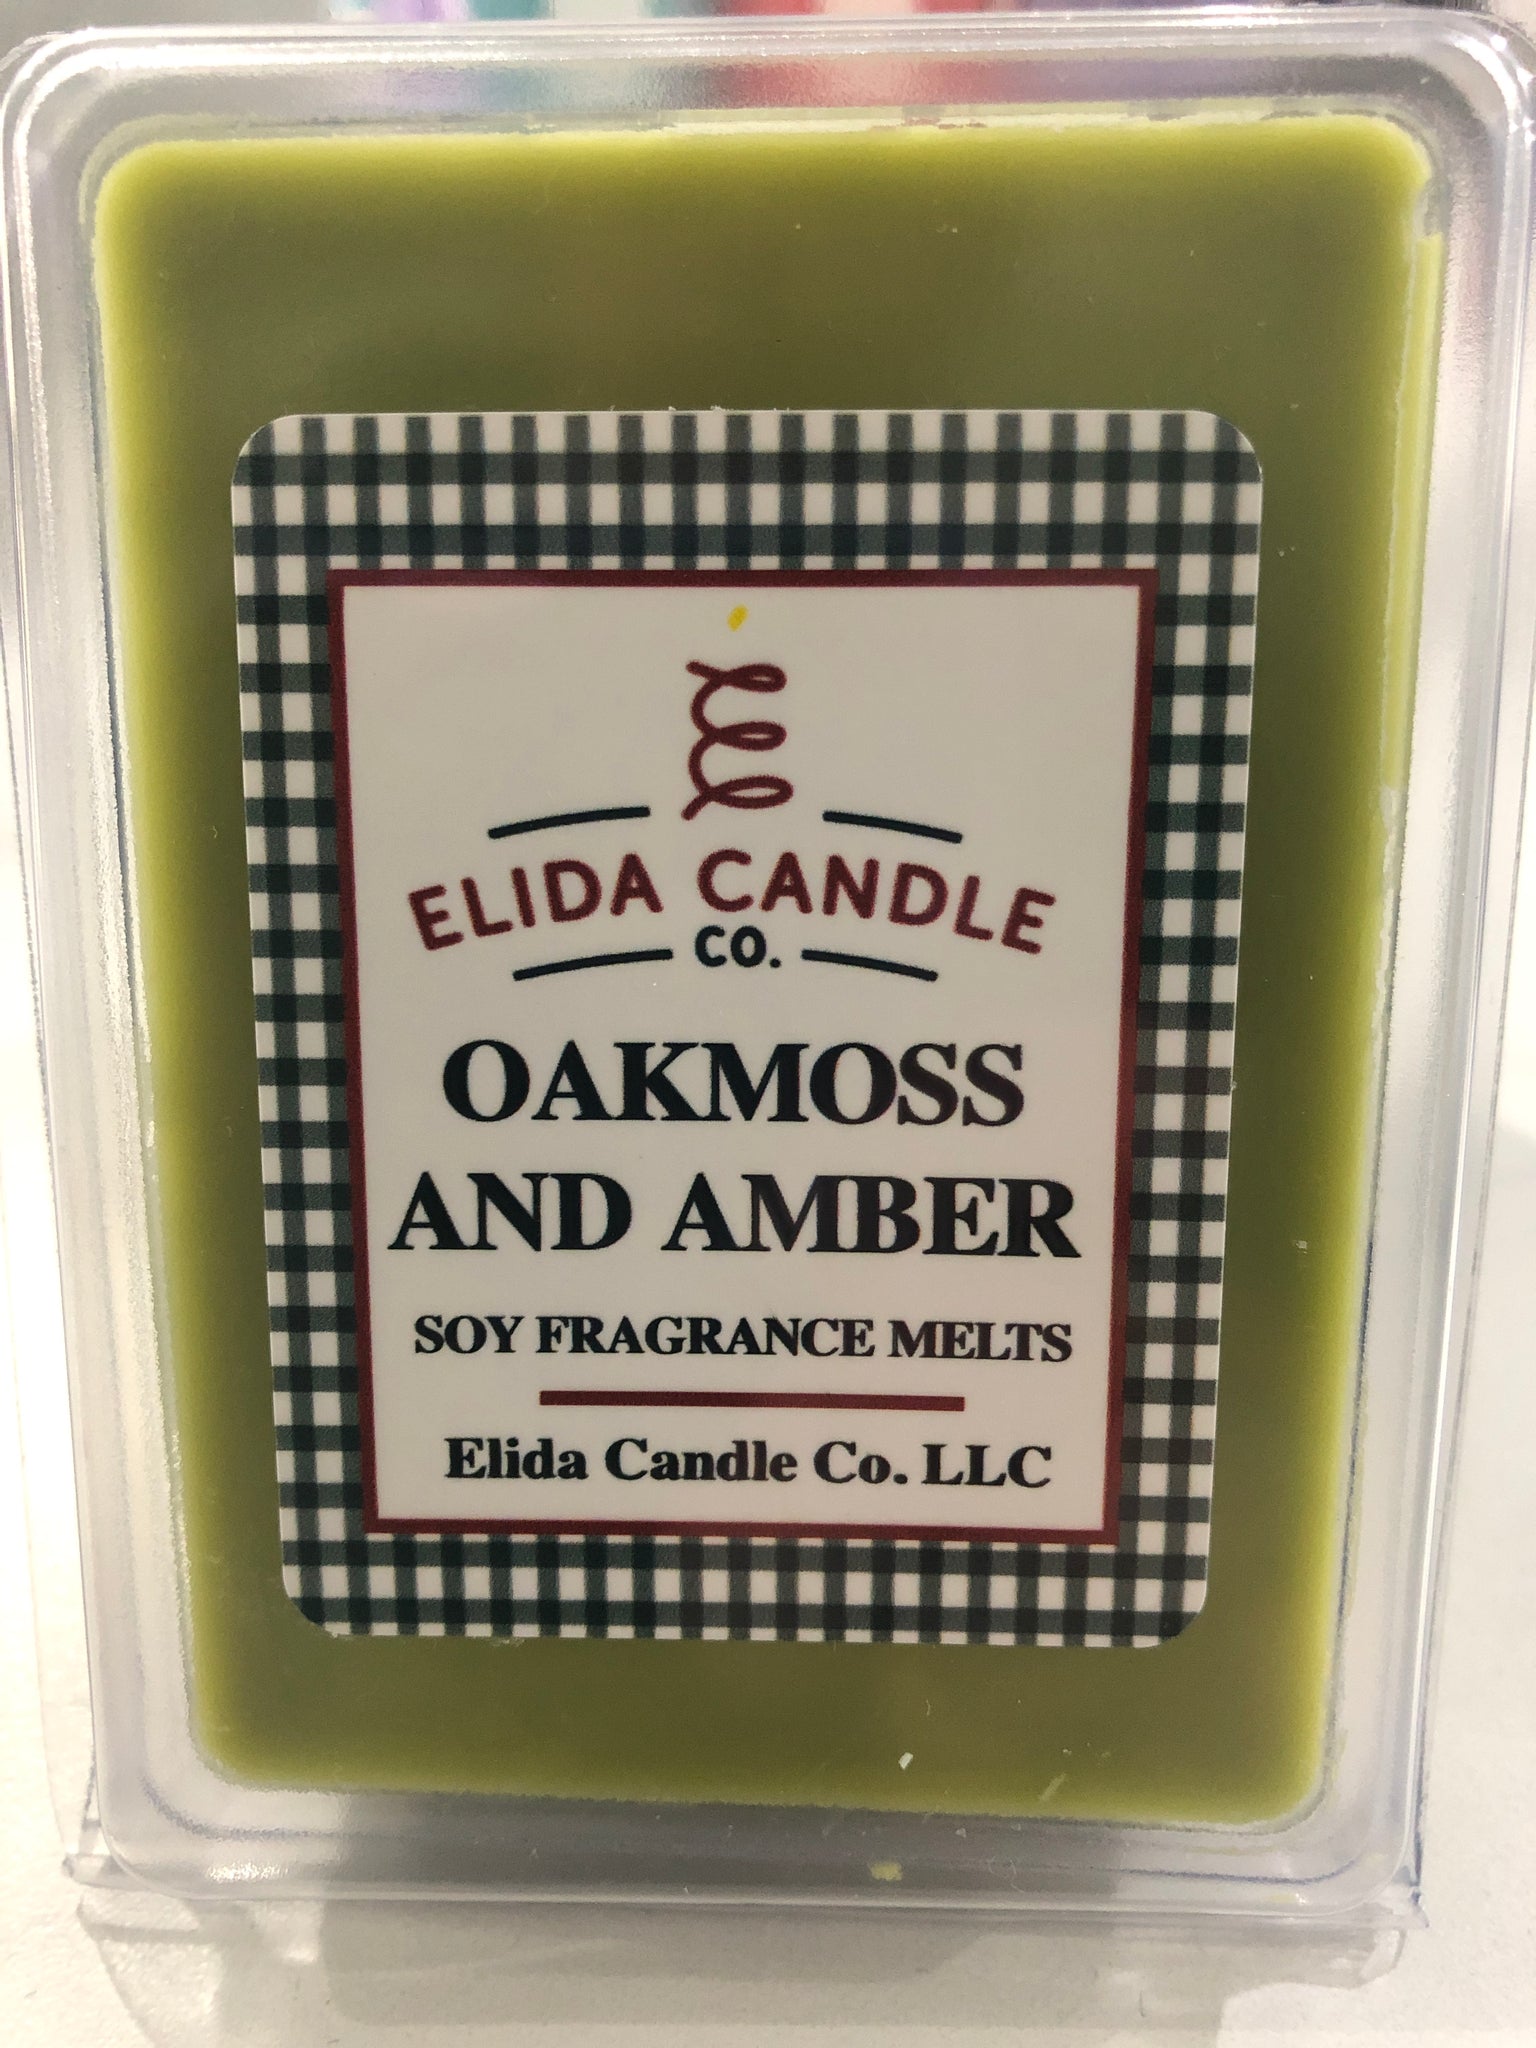 ELIDA CANDLE
CO.
OAKMOSS
AND AMBER
SOY FRAGRANCE MELTS
Elida Candle Co. LLC